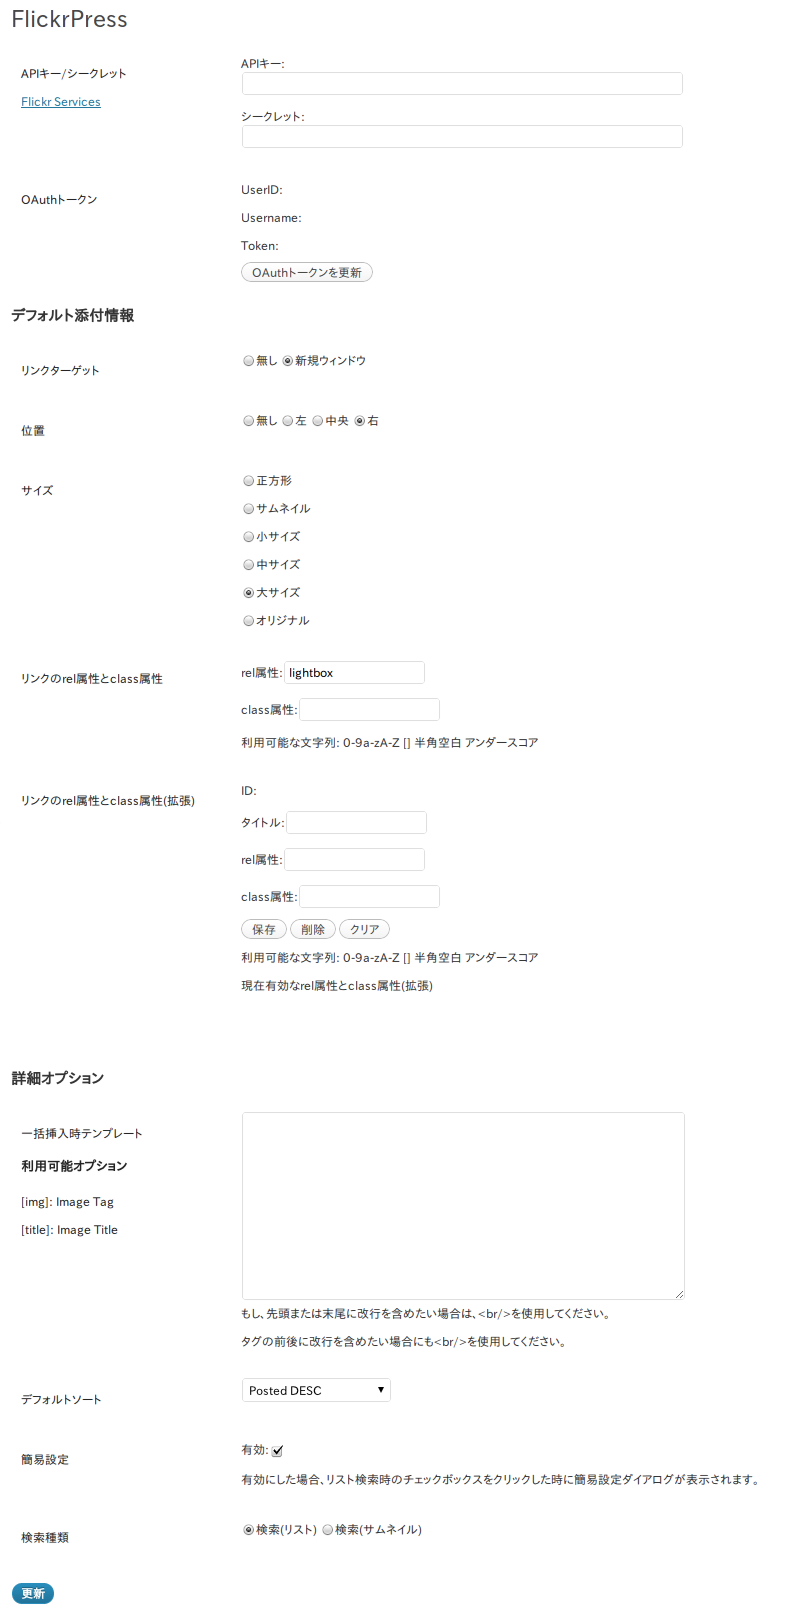 FlickrPress
APIキー/シークレット
Flickr Services
APIキー:
シークレット:
OAuthトークン
UserID:
Username:
Token:
OAuthトークンを更新
デフォルト添付情報
リンクターゲット
無し 新規ウィンドウ
位置
無し 左 中央 右
サイズ
正方形
サムネイル
小サイズ
中サイズ
大サイズ
オリジナル
リンクのrel属性とclass属性
rel属性: lightbox
class属性:
利用可能な文字列: 0-9a-zA-Z [] 半角空白 アンダースコア
リンクのrel属性とclass属性(拡張)
ID:
タイトル:
rel属性:
class属性:
保存 削除 クリア
利用可能な文字列: 0-9a-zA-Z [] 半角空白 アンダースコア
現在有効なrel属性とclass属性(拡張)
詳細オプション
一括挿入時テンプレート
利用可能オプション
[img]: Image Tag
[title]: Image Title
もし、先頭または末尾に改行を含めたい場合は、<br/>を使用してください。
タグの前後に改行を含めたい場合にも<br/>を使用してください。
デフォルトソート
Posted DESC
簡易設定
有効:
有効にした場合、リスト検索時のチェックボックスをクリックした時に簡易設定ダイアログが表示されます。
検索種類
検索(リスト) 検索(サムネイル)
更新